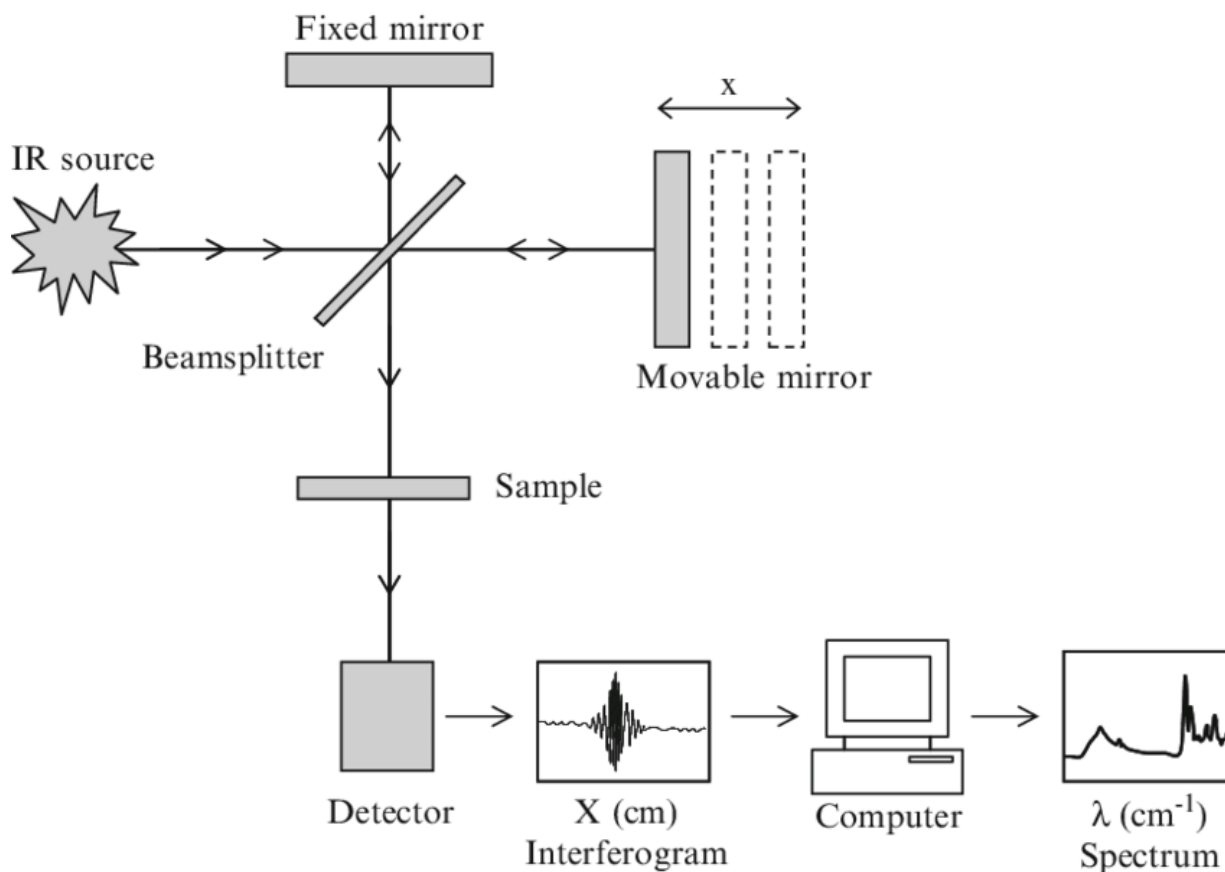 Fixed mirror
x
IR source
Beamsplitter
Movable mirror
Sample
Detector
X (cm)
Interferogram
Computer
λ (cm⁻¹)
Spectrum